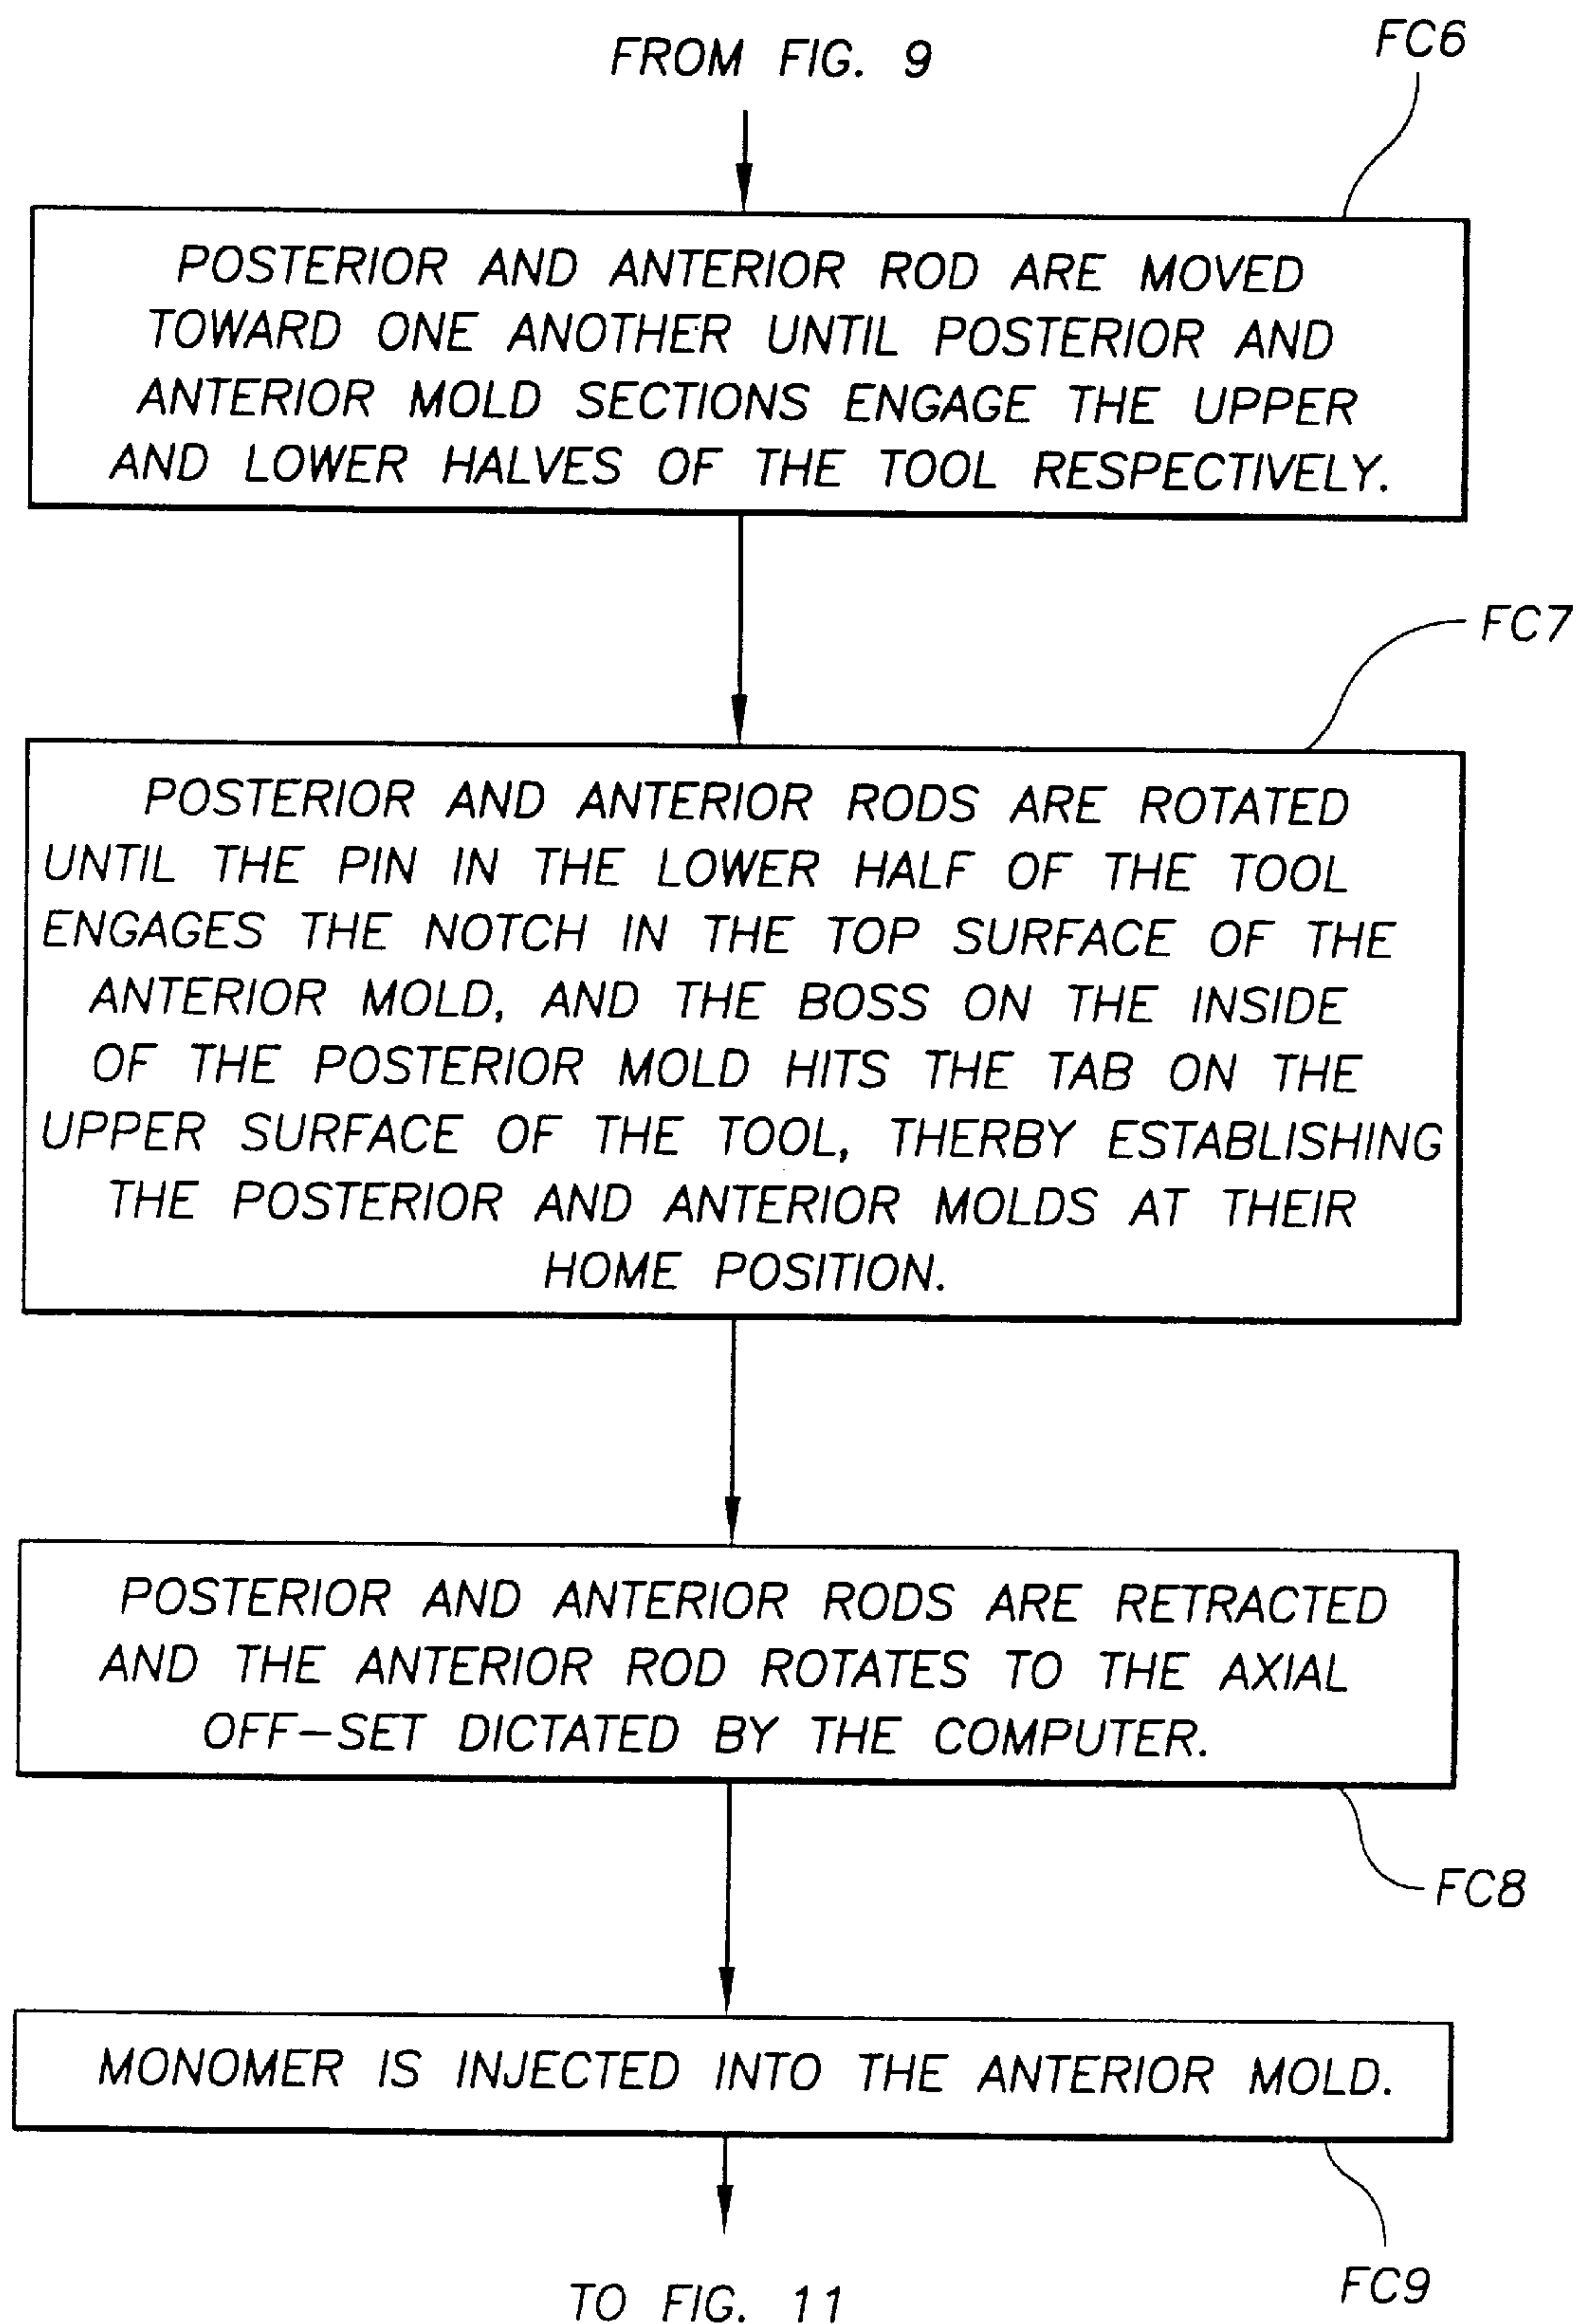 FROM FIG. 9
FC6
POSTERIOR AND ANTERIOR ROD ARE MOVED
TOWARD ONE ANOTHER UNTIL POSTERIOR AND
ANTERIOR MOLD SECTIONS ENGAGE THE UPPER
AND LOWER HALVES OF THE TOOL RESPECTIVELY.
FC7
POSTERIOR AND ANTERIOR RODS ARE ROTATED
UNTIL THE PIN IN THE LOWER HALF OF THE TOOL
ENGAGES THE NOTCH IN THE TOP SURFACE OF THE
ANTERIOR MOLD, AND THE BOSS ON THE INSIDE
OF THE POSTERIOR MOLD HITS THE TAB ON THE
UPPER SURFACE OF THE TOOL, THERBY ESTABLISHING
THE POSTERIOR AND ANTERIOR MOLDS AT THEIR
HOME POSITION.
POSTERIOR AND ANTERIOR RODS ARE RETRACTED
AND THE ANTERIOR ROD ROTATES TO THE AXIAL
OFF-SET DICTATED BY THE COMPUTER.
FC8
MONOMER IS INJECTED INTO THE ANTERIOR MOLD.
FC9
TO FIG. 11